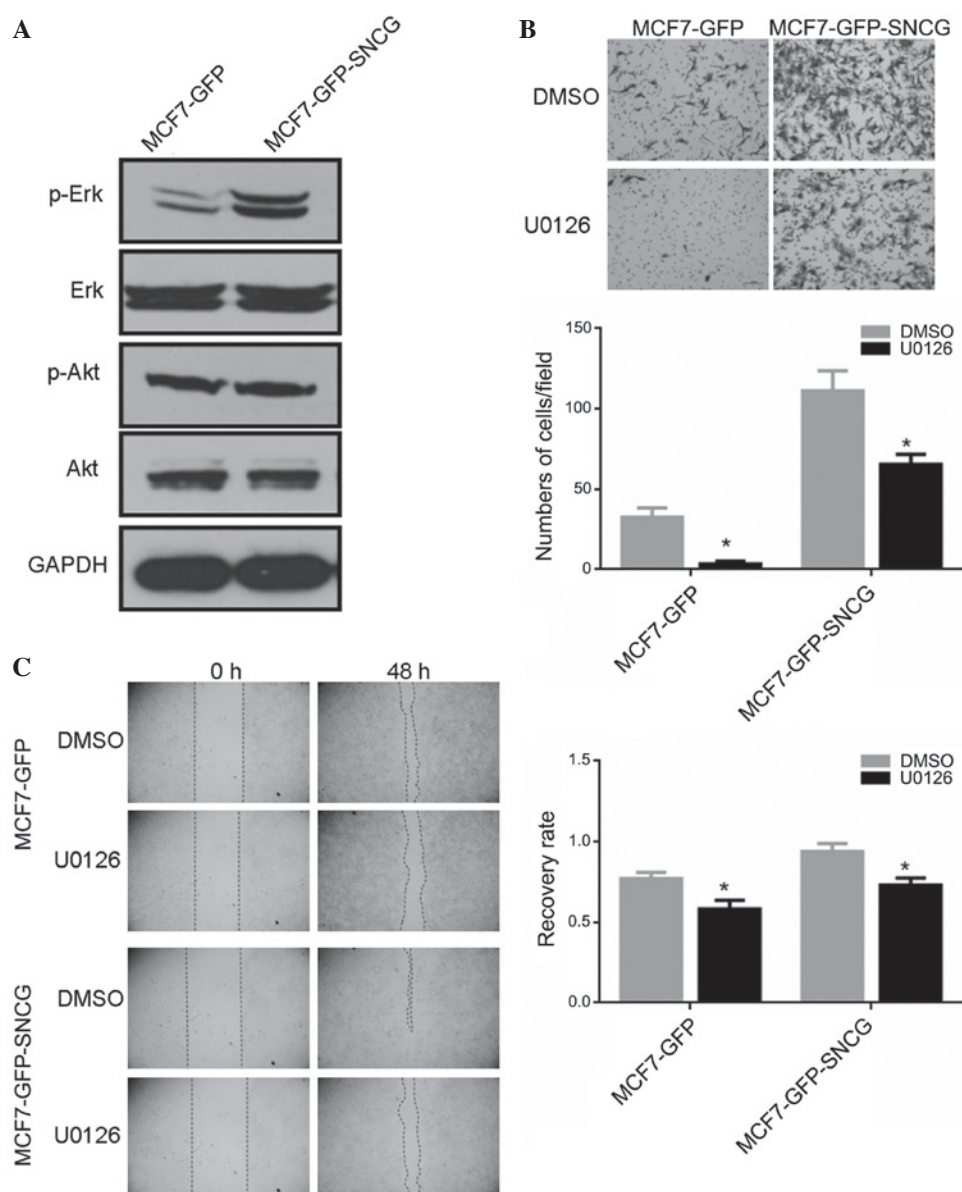 A
MCF7-GFP
MCF7-GFP-SNCG
p-Erk
Erk
p-Akt
Akt
GAPDH
B
MCF7-GFP MCF7-GFP-SNCG
DMSO
U0126
150
100
50
0
Numbers of cells/field
DMSO
U0126
*
*
MCF7-GFP
MCF7-GFP-SNCG
C
0 h 48 h
MCF7-GFP
DMSO
U0126
MCF7-GFP-SNCG
DMSO
U0126
1.5
1.0
0.5
0.0
Recovery rate
DMSO
U0126
*
*
MCF7-GFP
MCF7-GFP-SNCG